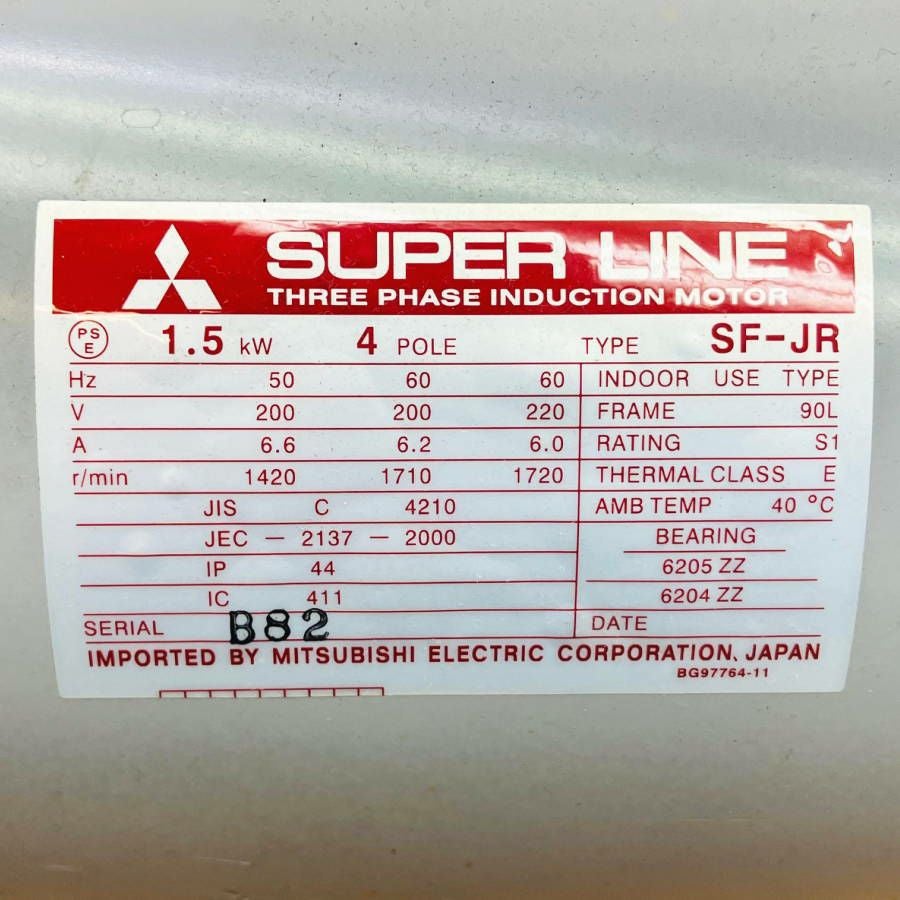 SUPER LINE
THREE PHASE INDUCTION MOTOR
PS E 1.5 kW 4 POLE TYPE SF-JR
Hz 50 60 60 INDOOR USE TYPE
V 200 200 220 FRAME 90L
A 6.6 6.2 6.0 RATING S1
r/min 1420 1710 1720 THERMAL CLASS E
JIS C 4210 AMB TEMP 40 °C
JEC - 2137 - 2000 BEARING
IP 44 6205 ZZ
IC 411 6204 ZZ
SERIAL B82 DATE
IMPORTED BY MITSUBISHI ELECTRIC CORPORATION, JAPAN
BG97764-11